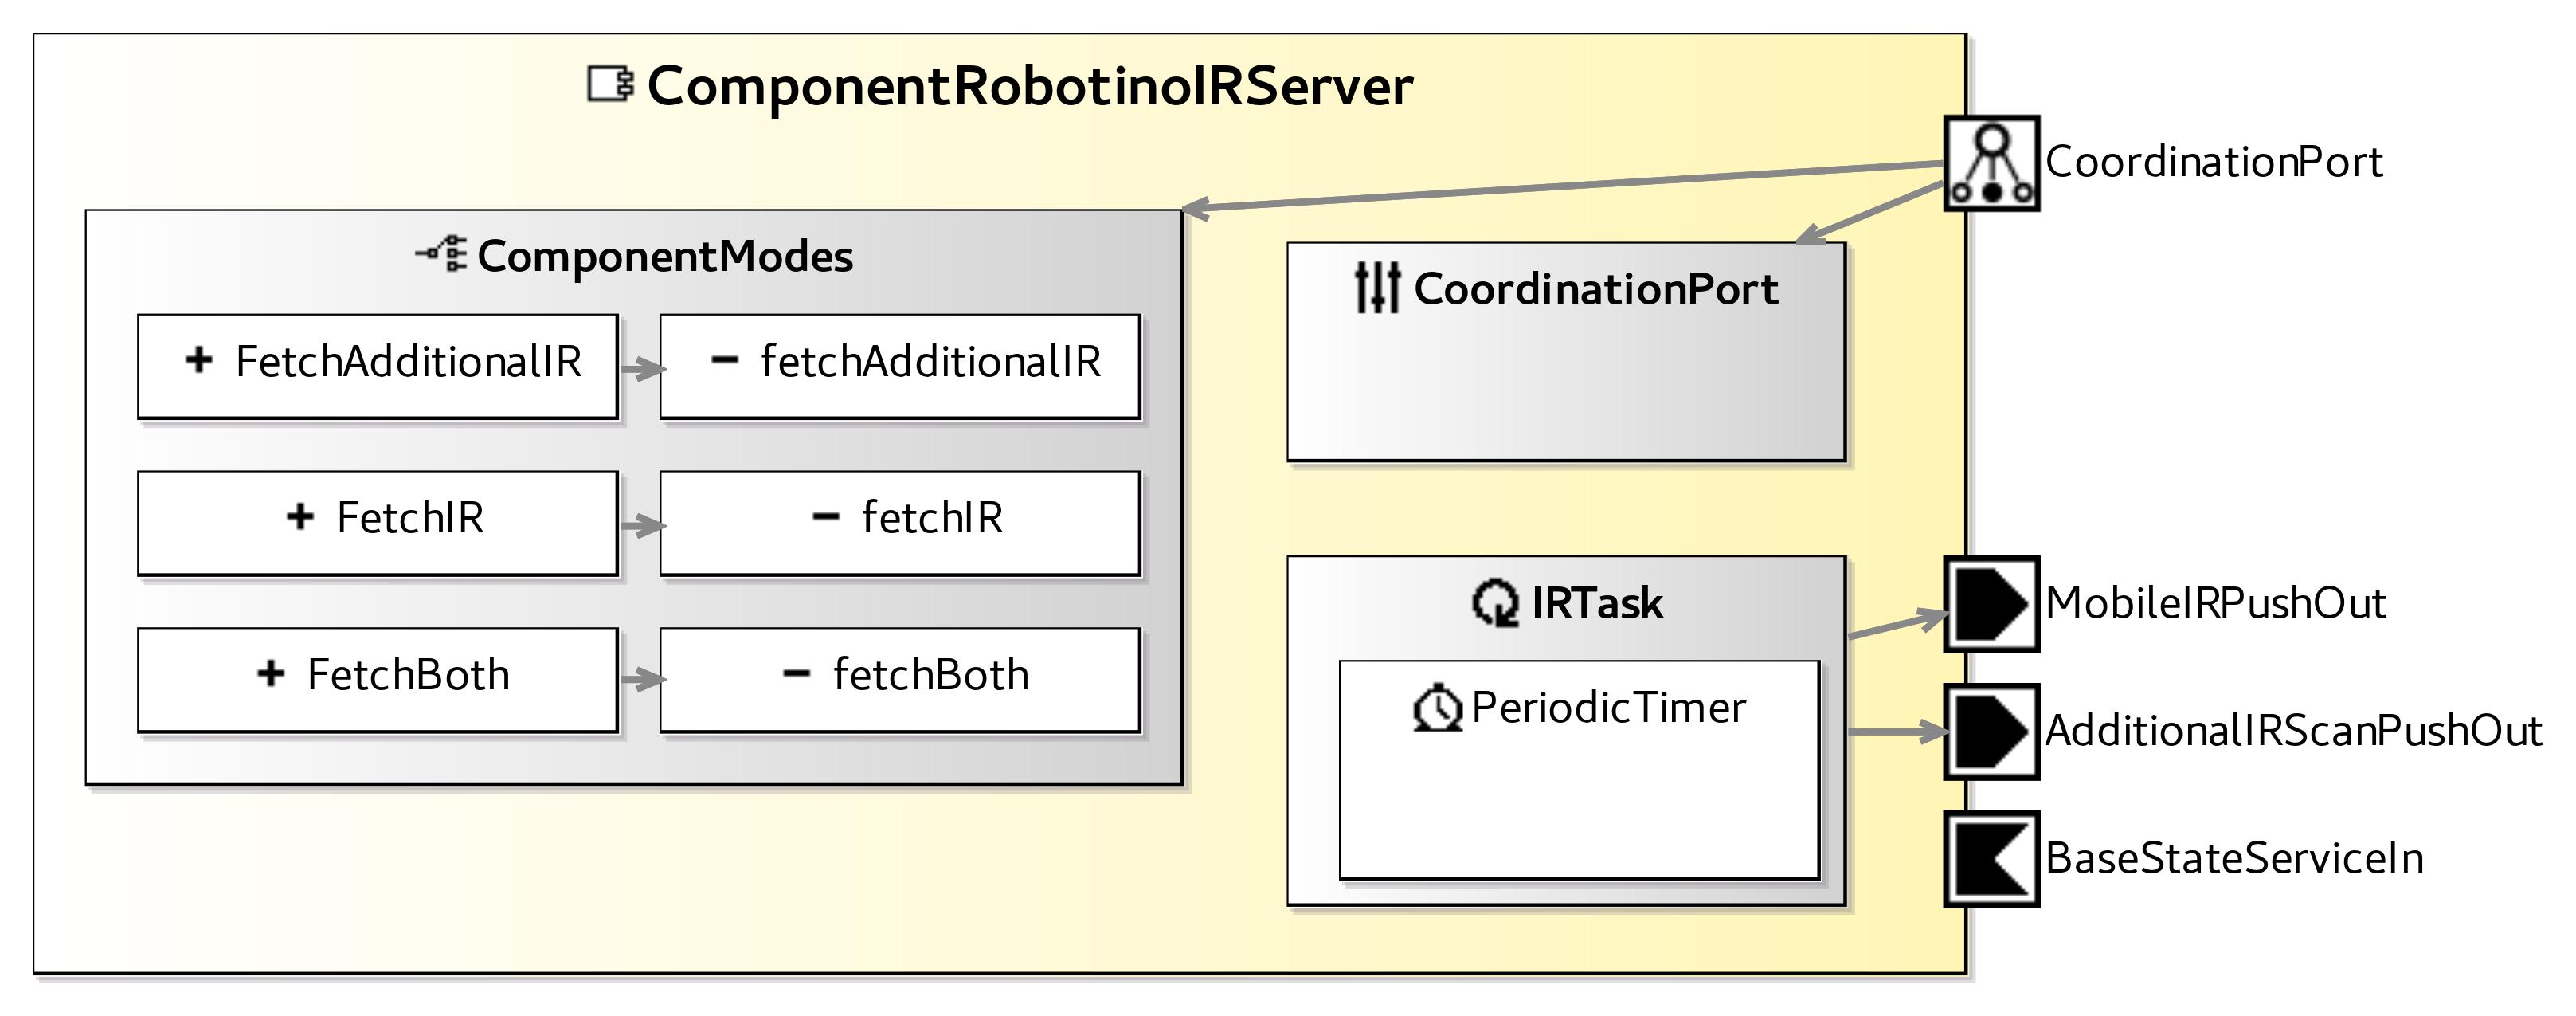 ComponentRobotinoIRServer
CoordinationPort
ComponentModes
CoordinationPort
+ FetchAdditionalIR
− fetchAdditionalIR
+ FetchIR
− fetchIR
+ FetchBoth
− fetchBoth
IRTask
PeriodicTimer
MobileIRPushOut
AdditionalIRScanPushOut
BaseStateServiceIn